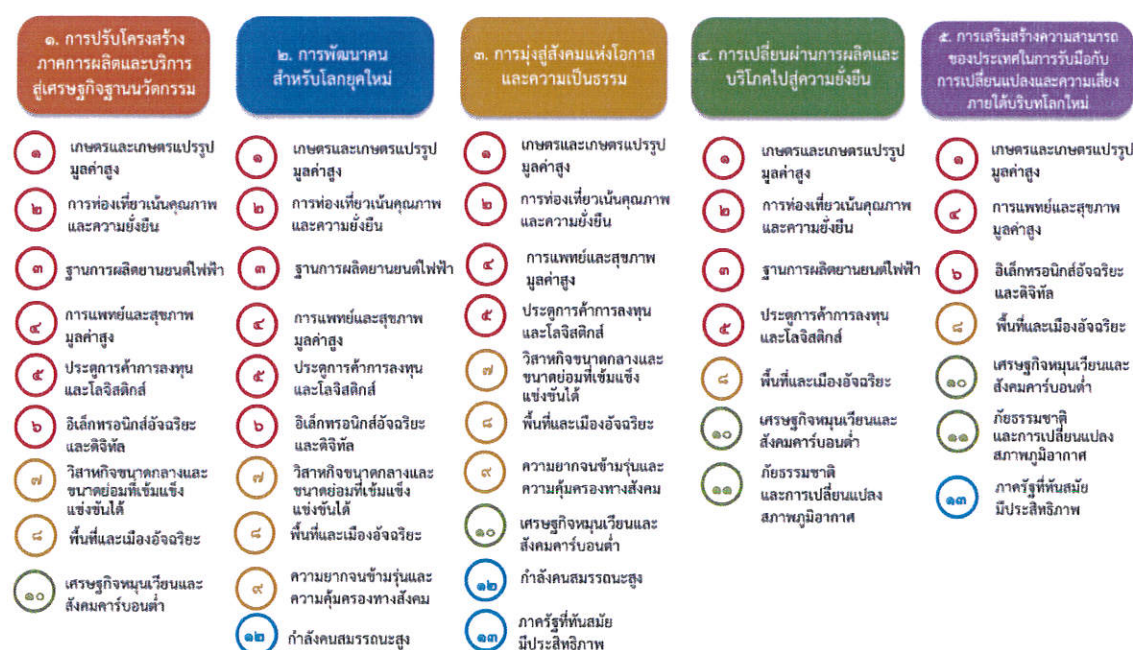 ๑. การปรับโครงสร้าง
ภาคการผลิตและบริการ
สู่เศรษฐกิจฐานนวัตกรรม
๑
เกษตรและเกษตรแปรรูป
มูลค่าสูง
๒
การท่องเที่ยวเน้นคุณภาพ
และความยั่งยืน
๓
ฐานการผลิตยานยนต์ไฟฟ้า
๔
การแพทย์และสุขภาพ
มูลค่าสูง
๕
ประตูการค้าการลงทุน
และโลจิสติกส์
๖
อิเล็กทรอนิกส์อัจฉริยะ
และดิจิทัล
๗
วิสาหกิจขนาดกลางและ
ขนาดย่อมที่เข้มแข็ง
แข่งขันได้
๘
พื้นที่และเมืองอัจฉริยะ
๑๐
เศรษฐกิจหมุนเวียนและ
สังคมคาร์บอนต่ำ
๒. การพัฒนาคน
สำหรับโลกยุคใหม่
๑
เกษตรและเกษตรแปรรูป
มูลค่าสูง
๒
การท่องเที่ยวเน้นคุณภาพ
และความยั่งยืน
๓
ฐานการผลิตยานยนต์ไฟฟ้า
๔
การแพทย์และสุขภาพ
มูลค่าสูง
๕
ประตูการค้าการลงทุน
และโลจิสติกส์
๖
อิเล็กทรอนิกส์อัจฉริยะ
และดิจิทัล
๗
วิสาหกิจขนาดกลางและ
ขนาดย่อมที่เข้มแข็ง
แข่งขันได้
๘
พื้นที่และเมืองอัจฉริยะ
๙
ความยากจนข้ามรุ่นและ
ความคุ้มครองทางสังคม
๑๒
กำลังคนสมรรถนะสูง
๓. การมุ่งสู่สังคมแห่งโอกาส
และความเป็นธรรม
๑
เกษตรและเกษตรแปรรูป
มูลค่าสูง
๒
การท่องเที่ยวเน้นคุณภาพ
และความยั่งยืน
๔
การแพทย์และสุขภาพ
มูลค่าสูง
๕
ประตูการค้าการลงทุน
และโลจิสติกส์
๗
วิสาหกิจขนาดกลางและ
ขนาดย่อมที่เข้มแข็ง
แข่งขันได้
๘
พื้นที่และเมืองอัจฉริยะ
๙
ความยากจนข้ามรุ่นและ
ความคุ้มครองทางสังคม
๑๐
เศรษฐกิจหมุนเวียนและ
สังคมคาร์บอนต่ำ
๑๒
กำลังคนสมรรถนะสูง
๑๓
ภาครัฐที่ทันสมัย
มีประสิทธิภาพ
๔. การเปลี่ยนผ่านการผลิตและ
บริโภคไปสู่ความยั่งยืน
๑
เกษตรและเกษตรแปรรูป
มูลค่าสูง
๒
การท่องเที่ยวเน้นคุณภาพ
และความยั่งยืน
๓
ฐานการผลิตยานยนต์ไฟฟ้า
๕
ประตูการค้าการลงทุน
และโลจิสติกส์
๘
พื้นที่และเมืองอัจฉริยะ
๑๐
เศรษฐกิจหมุนเวียนและ
สังคมคาร์บอนต่ำ
๑๑
ภัยธรรมชาติ
และการเปลี่ยนแปลง
สภาพภูมิอากาศ
๕. การเสริมสร้างความสามารถ
ของประเทศในการรับมือกับ
การเปลี่ยนแปลงและความเสี่ยง
ภายใต้บริบทโลกใหม่
๑
เกษตรและเกษตรแปรรูป
มูลค่าสูง
๔
การแพทย์และสุขภาพ
มูลค่าสูง
๖
อิเล็กทรอนิกส์อัจฉริยะ
และดิจิทัล
๘
พื้นที่และเมืองอัจฉริยะ
๑๐
เศรษฐกิจหมุนเวียนและ
สังคมคาร์บอนต่ำ
๑๑
ภัยธรรมชาติ
และการเปลี่ยนแปลง
สภาพภูมิอากาศ
๑๓
ภาครัฐที่ทันสมัย
มีประสิทธิภาพ